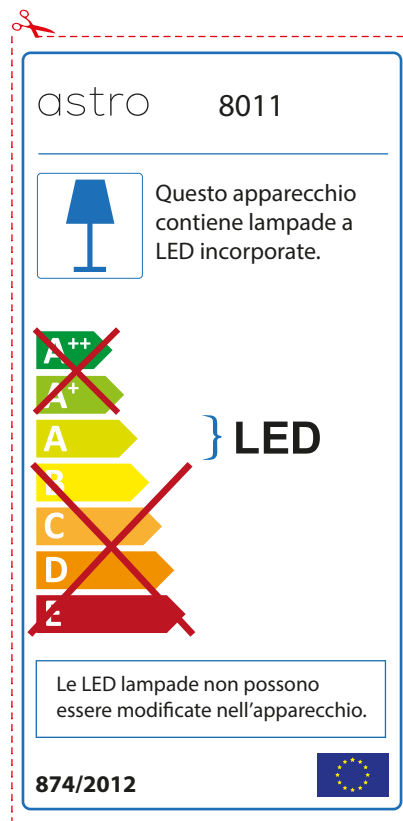 astro 8011
Questo apparecchio
contiene lampade a
LED incorporate.
A++
A+
A
} LED
B
C
D
E
Le LED lampade non possono
essere modificate nell’apparecchio.
874/2012